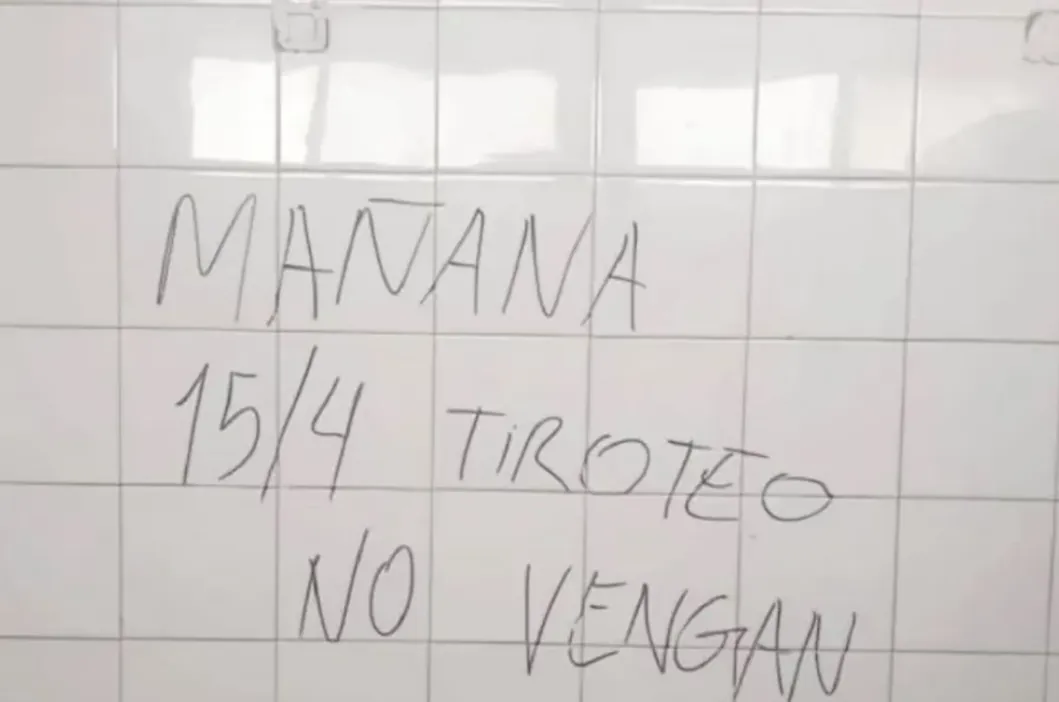 MAÑANA
15/4 TIROTEO
NO VENGAN